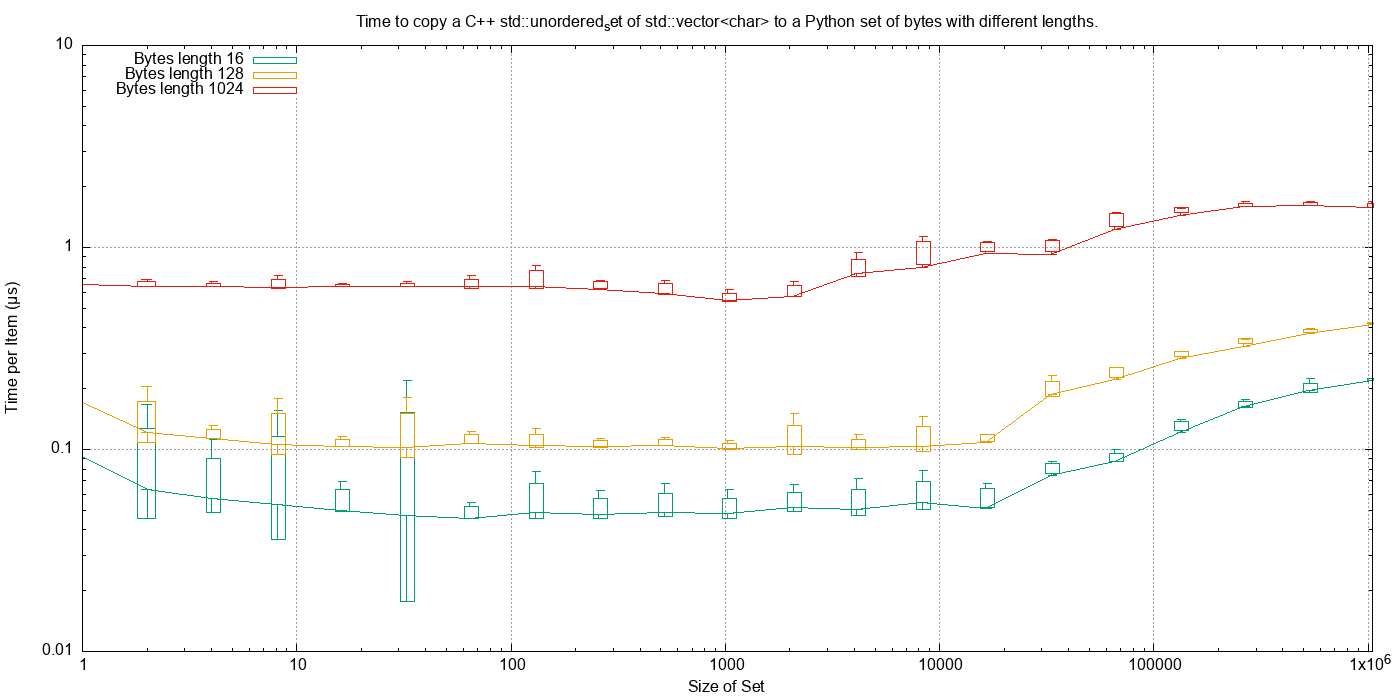 Time to copy a C++ std::unordered_set of std::vector<char> to a Python set of bytes with different lengths.
10
Bytes length 16
Bytes length 128
Bytes length 1024
1
0.1
0.01
Time per Item (µs)
1 10 100 1000 10000 100000 1x10^6
Size of Set